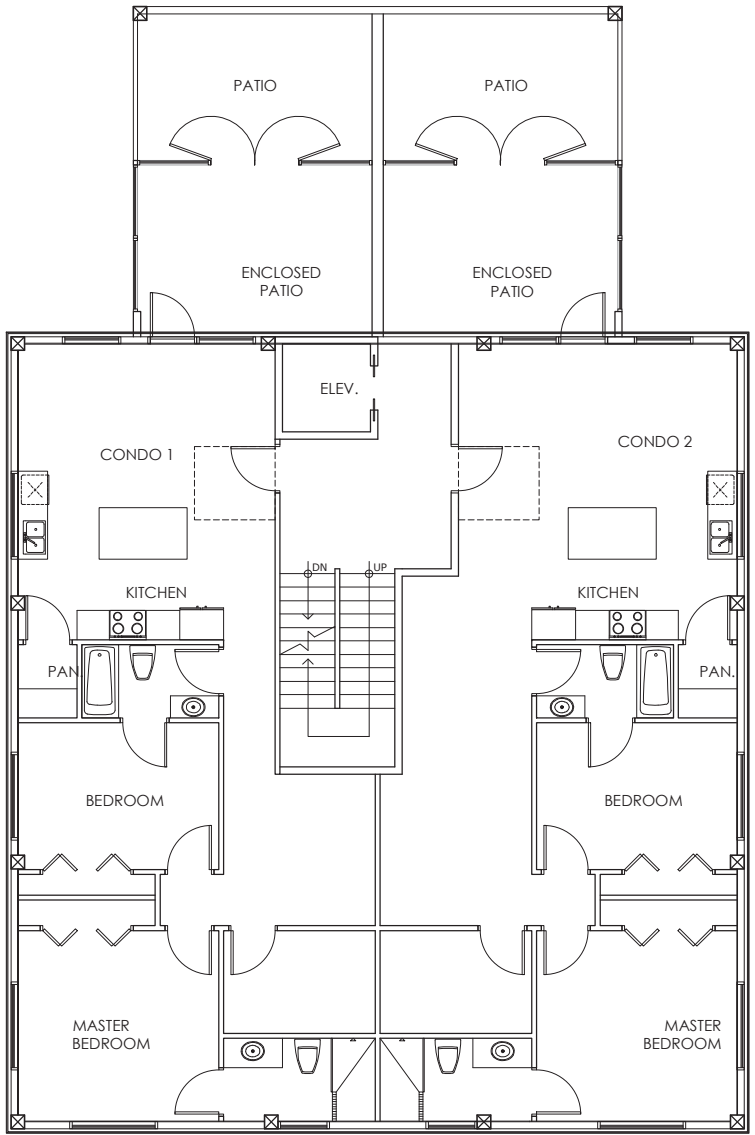 PATIO
PATIO
ENCLOSED
PATIO
ENCLOSED
PATIO
ELEV.
CONDO 1
CONDO 2
DN
UP
KITCHEN
KITCHEN
PAN.
PAN.
BEDROOM
BEDROOM
MASTER
BEDROOM
MASTER
BEDROOM